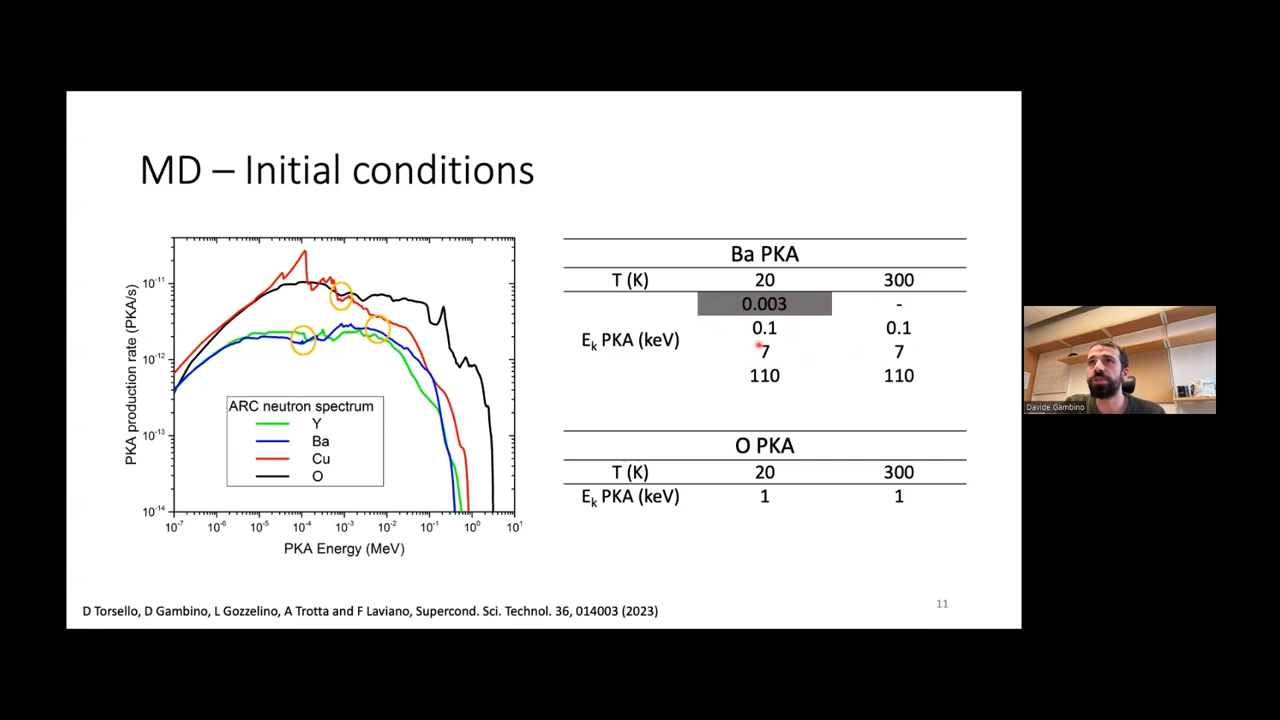 MD – Initial conditions
PKA production rate (PKA/s)
10⁻¹¹
10⁻¹²
10⁻¹³
10⁻¹⁴
ARC neutron spectrum
Y
Ba
Cu
O
10⁻⁷ 10⁻⁶ 10⁻⁵ 10⁻⁴ 10⁻³ 10⁻² 10⁻¹ 10⁰ 10¹
PKA Energy (MeV)
Ba PKA
T (K) 20 300
0.003 -
Eₖ PKA (keV) 0.1 0.1
7 7
110 110
O PKA
T (K) 20 300
Eₖ PKA (keV) 1 1
D Torsello, D Gambino, L Gozzelino, A Trotta and F Laviano, Supercond. Sci. Technol. 36, 014003 (2023)
11
Davide Gambino